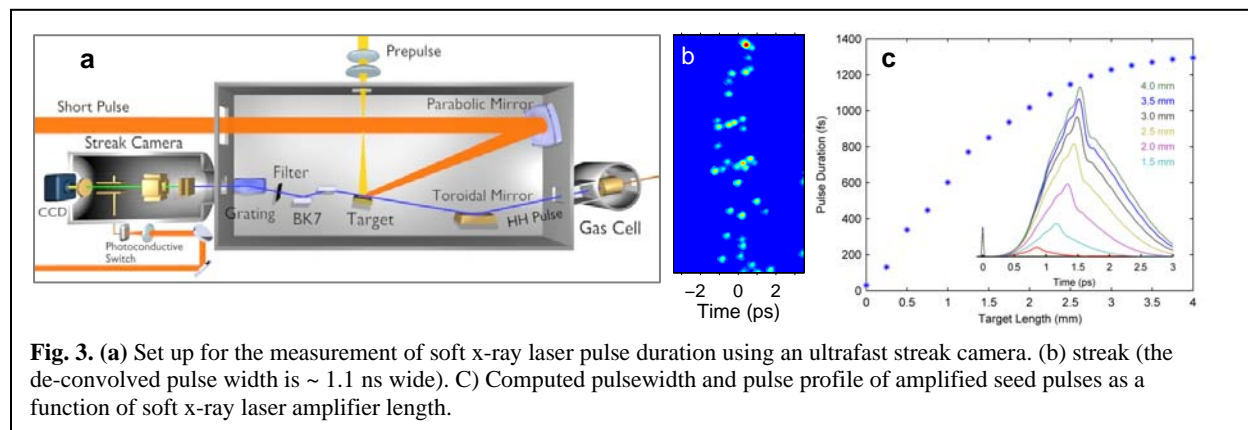 a
Prepulse
Short Pulse
Parabolic Mirror
Streak Camera
Filter
Toroidal Mirror
CCD
Grating
BK7
Target
HH Pulse
Gas Cell
Photoconductive
Switch
b
−2 0 2
Time (ps)
c
1400
1200
1000
800
600
400
200
0
Pulse Duration (fs)
4.0 mm
3.5 mm
3.0 mm
2.5 mm
2.0 mm
1.5 mm
0 0.5 1 1.5 2 2.5 3
Time (ps)
0 0.5 1 1.5 2 2.5 3 3.5 4
Target Length (mm)
Fig. 3. (a) Set up for the measurement of soft x-ray laser pulse duration using an ultrafast streak camera. (b) streak (the
de-convolved pulse width is ~ 1.1 ns wide). C) Computed pulsewidth and pulse profile of amplified seed pulses as a
function of soft x-ray laser amplifier length.